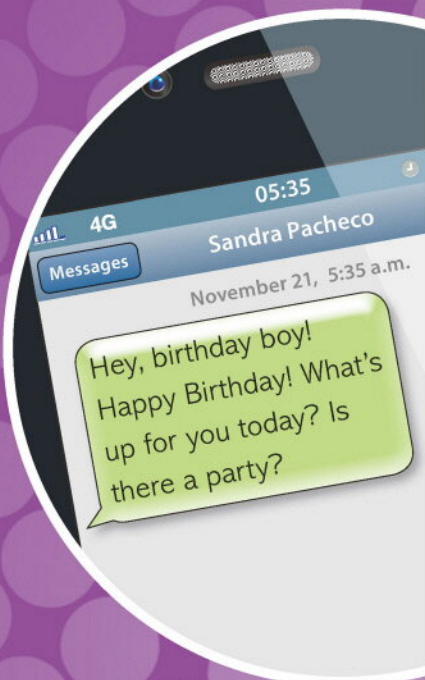 4G 05:35
Messages Sandra Pacheco
November 21, 5:35 a.m.
Hey, birthday boy!
Happy Birthday! What's
up for you today? Is
there a party?